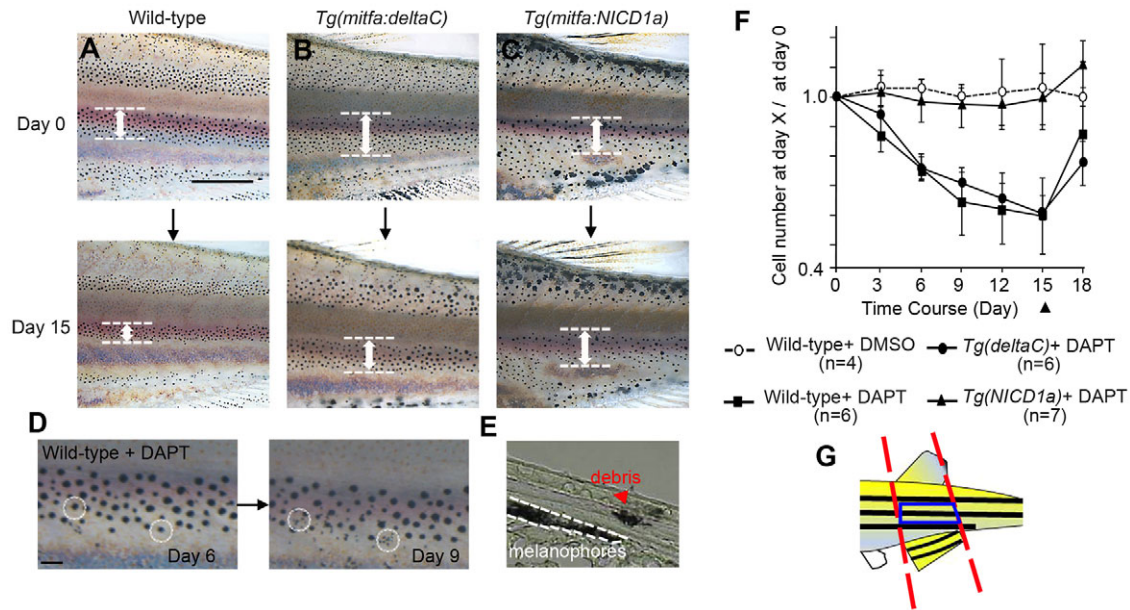 Wild-type
Tg(mitfa:deltaC)
Tg(mitfa:NICD1a)
A
B
C
Day 0
Day 15
D
Wild-type + DAPT
Day 6
Day 9
E
debris
melanophores
F
Cell number at day X / at day 0
1.0
0.4
0 3 6 9 12 15 18
Time Course (Day)
Wild-type+ DMSO
(n=4)
Tg(deltaC)+ DAPT
(n=6)
Wild-type+ DAPT
(n=6)
Tg(NICD1a)+ DAPT
(n=7)
G